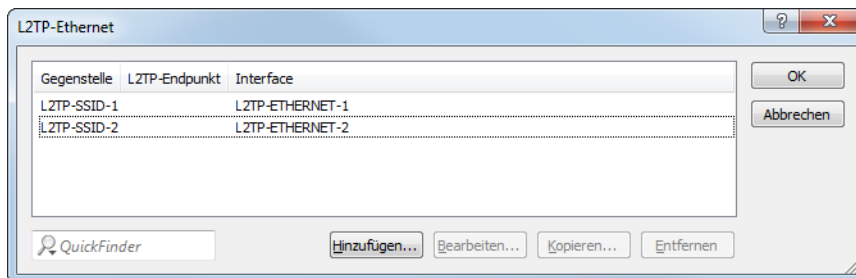 L2TP-Ethernet
Gegenstelle L2TP-Endpunkt Interface
L2TP-SSID-1 L2TP-ETHERNET-1
L2TP-SSID-2 L2TP-ETHERNET-2
OK
Abbrechen
QuickFinder
Hinzufügen... Bearbeiten... Kopieren... Entfernen